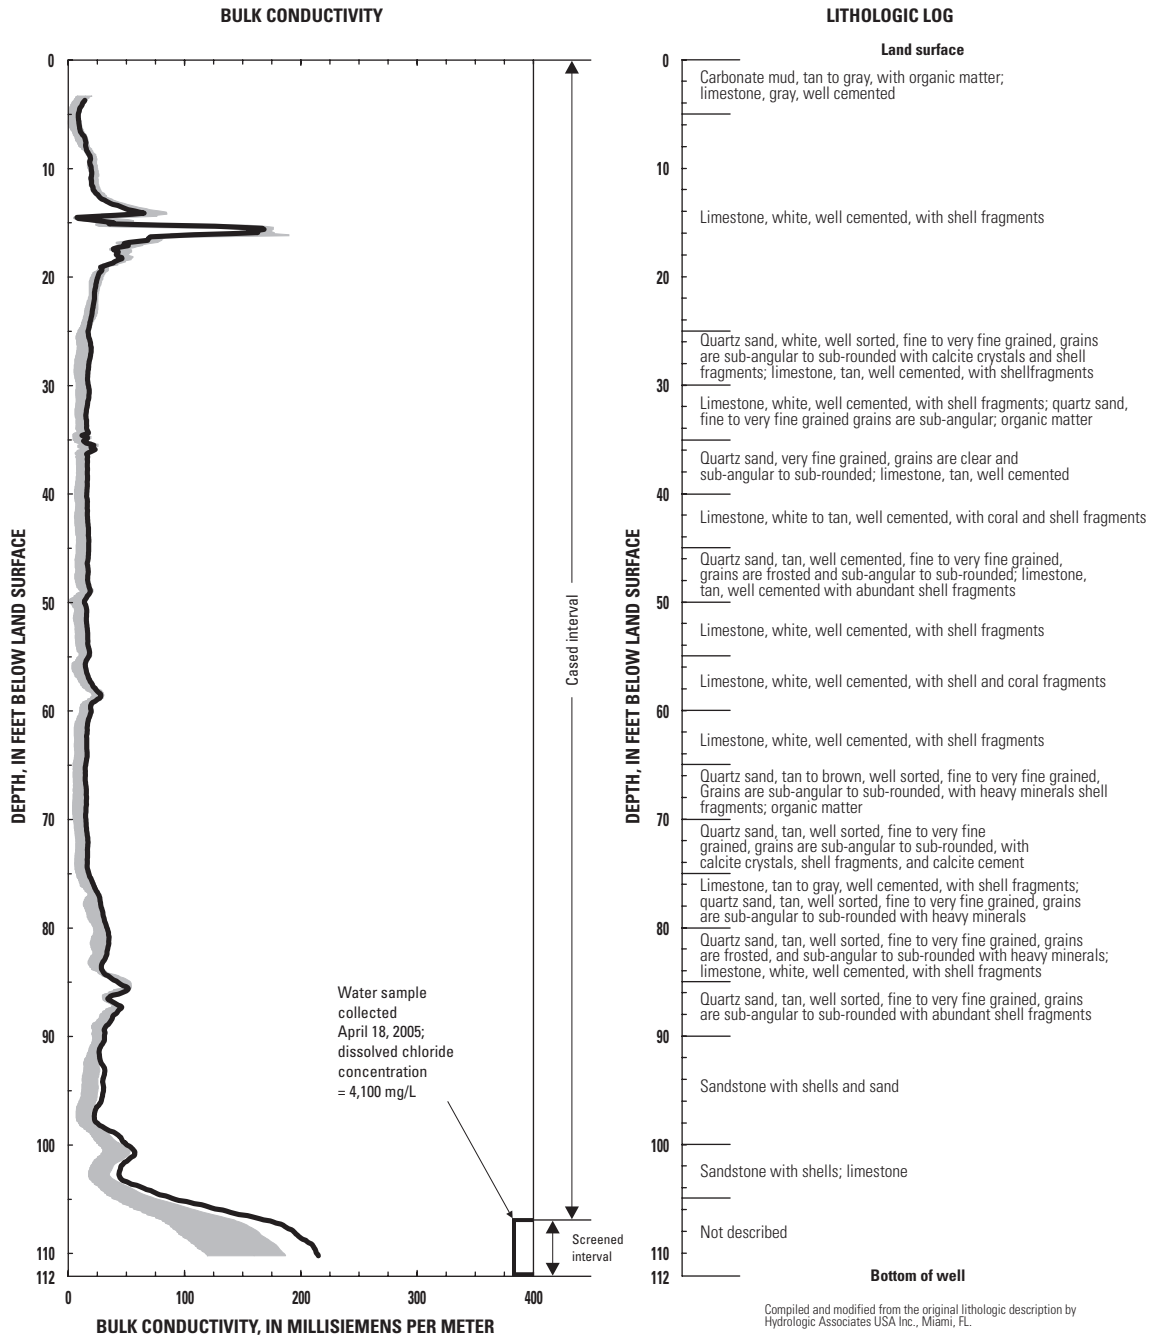 BULK CONDUCTIVITY
0
10
20
30
40
50
60
70
80
90
100
110
112
DEPTH, IN FEET BELOW LAND SURFACE
0
100
200
300
400
BULK CONDUCTIVITY, IN MILLISIEMENS PER METER
Water sample
collected
April 18, 2005;
dissolved chloride
concentration
= 4,100 mg/L
Cased interval
Screened
interval
LITHOLOGIC LOG
Land surface
0
10
20
30
40
50
60
70
80
90
100
110
112
DEPTH, IN FEET BELOW LAND SURFACE
Carbonate mud, tan to gray, with organic matter;
limestone, gray, well cemented
Limestone, white, well cemented, with shell fragments
Quartz sand, white, well sorted, fine to very fine grained, grains
are sub-angular to sub-rounded with calcite crystals and shell
fragments; limestone, tan, well cemented, with shellfragments
Limestone, white, well cemented, with shell fragments; quartz sand,
fine to very fine grained grains are sub-angular; organic matter
Quartz sand, very fine grained, grains are clear and
sub-angular to sub-rounded; limestone, tan, well cemented
Limestone, white to tan, well cemented, with coral and shell fragments
Quartz sand, tan, well cemented, fine to very fine grained,
grains are frosted and sub-angular to sub-rounded; limestone,
tan, well cemented with abundant shell fragments
Limestone, white, well cemented, with shell fragments
Limestone, white, well cemented, with shell and coral fragments
Limestone, white, well cemented, with shell fragments
Quartz sand, tan to brown, well sorted, fine to very fine grained,
Grains are sub-angular to sub-rounded, with heavy minerals shell
fragments; organic matter
Quartz sand, tan, well sorted, fine to very fine
grained, grains are sub-angular to sub-rounded, with
calcite crystals, shell fragments, and calcite cement
Limestone, tan to gray, well cemented, with shell fragments;
quartz sand, tan, well sorted, fine to very fine grained, grains
are sub-angular to sub-rounded with heavy minerals
Quartz sand, tan, well sorted, fine to very fine grained, grains
are frosted, and sub-angular to sub-rounded with heavy minerals;
limestone, white, well cemented, with shell fragments
Quartz sand, tan, well sorted, fine to very fine grained, grains
are sub-angular to sub-rounded with abundant shell fragments
Sandstone with shells and sand
Sandstone with shells; limestone
Not described
Bottom of well
Compiled and modified from the original lithologic description by
Hydrologic Associates USA Inc., Miami, FL.